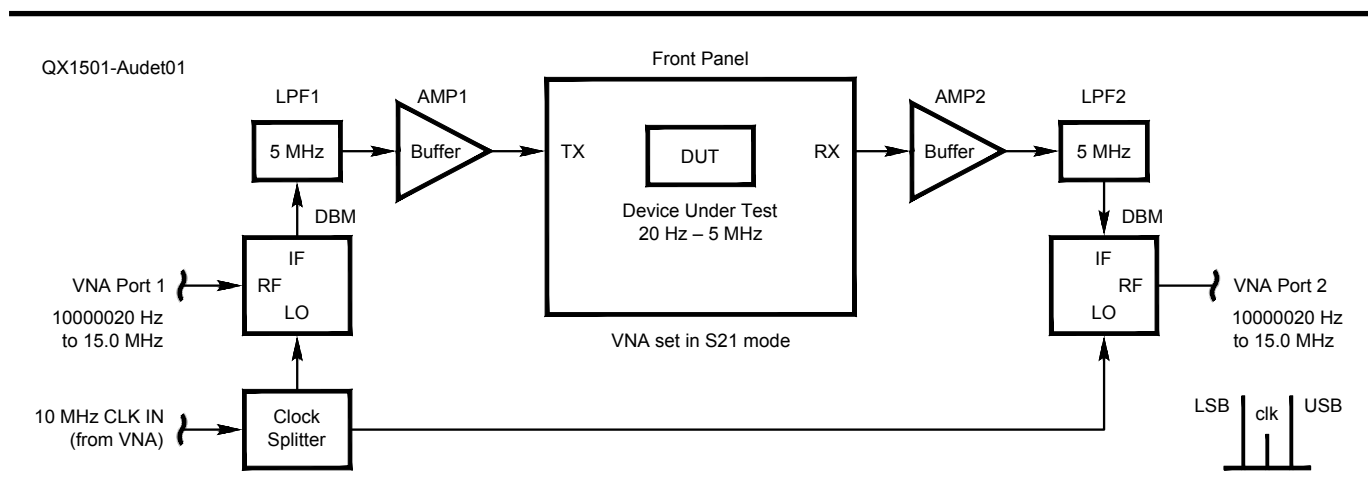 QX1501-Audet01
Front Panel
LPF1
AMP1
AMP2
LPF2
5 MHz
Buffer
TX
DUT
RX
Buffer
5 MHz
Device Under Test
20 Hz – 5 MHz
DBM
DBM
IF
RF
LO
IF
RF
LO
VNA Port 1
10000020 Hz
to 15.0 MHz
VNA set in S21 mode
VNA Port 2
10000020 Hz
to 15.0 MHz
10 MHz CLK IN
(from VNA)
Clock
Splitter
LSB
clk
USB